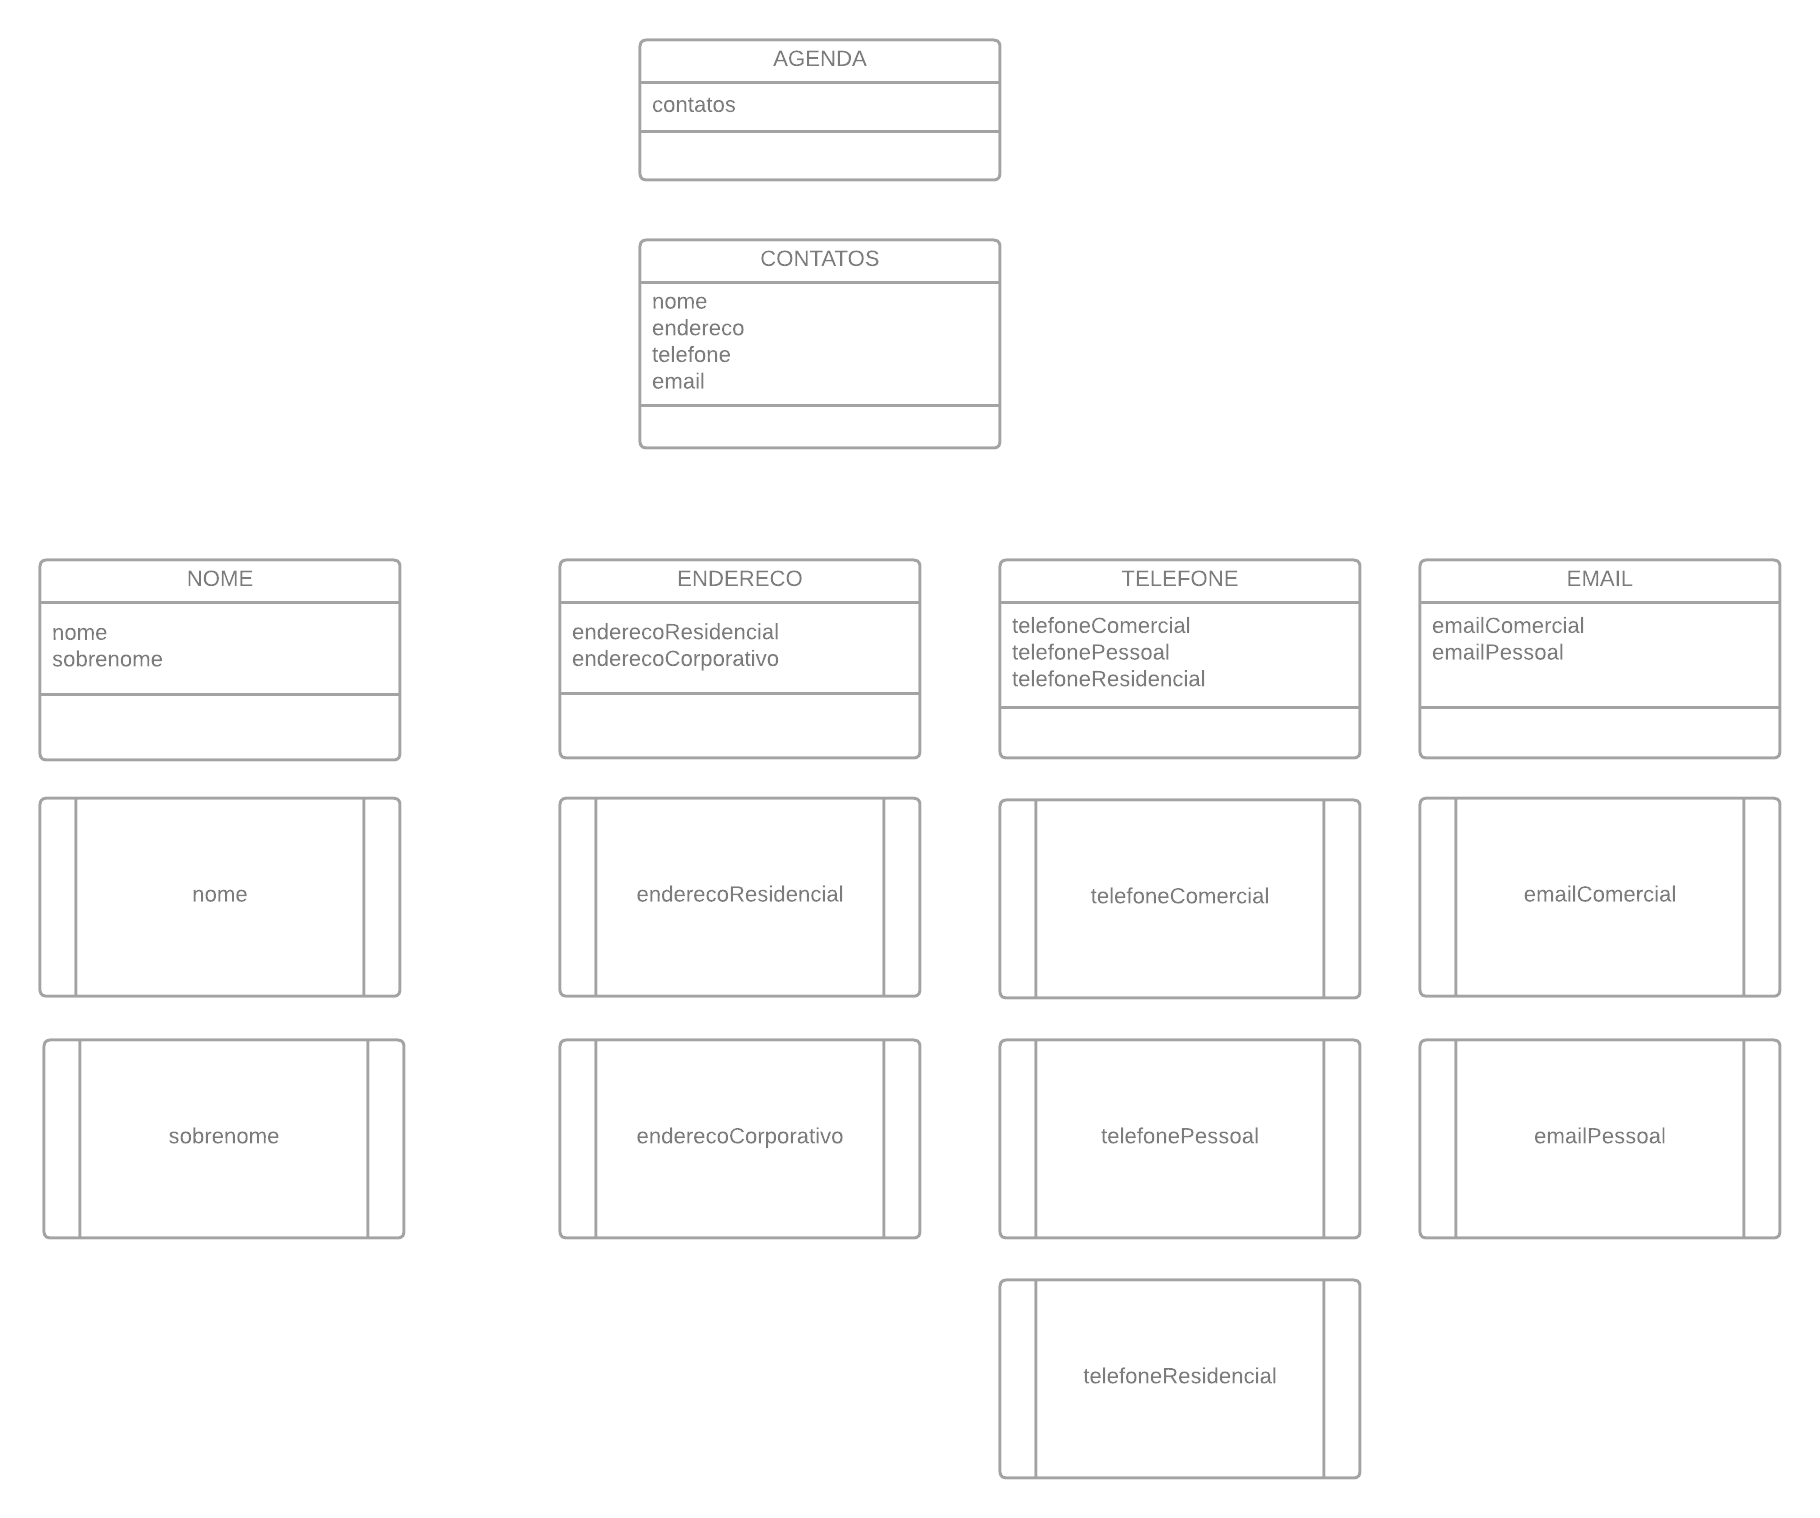 AGENDA
contatos
CONTATOS
nome
endereco
telefone
email
NOME
nome
sobrenome
ENDERECO
enderecoResidencial
enderecoCorporativo
TELEFONE
telefoneComercial
telefonePessoal
telefoneResidencial
EMAIL
emailComercial
emailPessoal
nome
enderecoResidencial
telefoneComercial
emailComercial
sobrenome
enderecoCorporativo
telefonePessoal
emailPessoal
telefoneResidencial